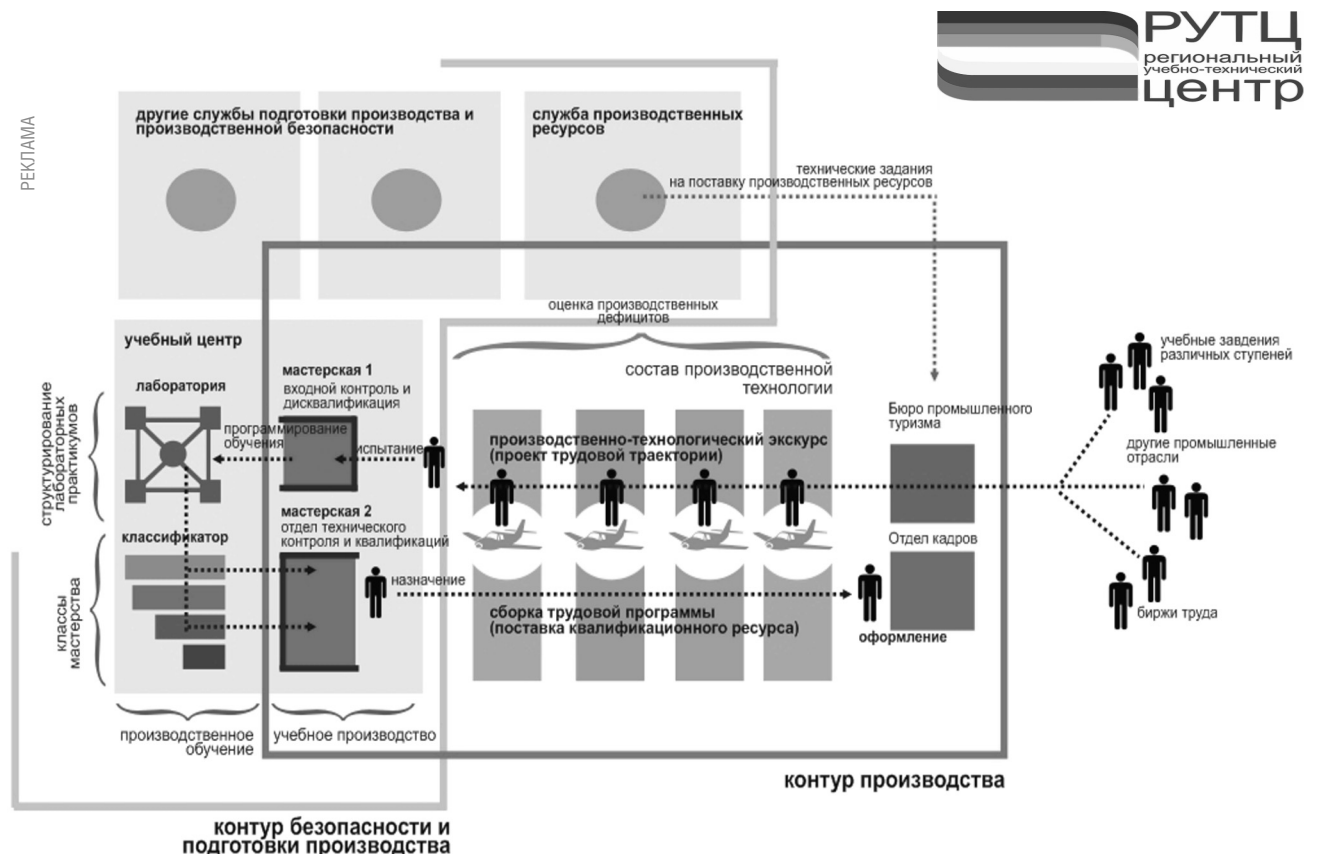 РУТЦ
региональный
учебно-технический
центр
РЕКЛАМА
другие службы подготовки производства и
производственной безопасности
служба производственных
ресурсов
технические задания
на поставку производственных ресурсов
оценка производственных
дефицитов
состав производственной
технологии
учебный центр
лаборатория
мастерская 1
входной контроль и
дисквалификация
программирование
обучения
испытание
структурирование
лабораторных
практикумов
производственно-технологический экскурс
(проект трудовой траектории)
Бюро промышленного
туризма
учебные завдения
различных ступеней
другие промышленные
отрасли
биржи труда
мастерская 2
отдел технического
контроля и квалификаций
классификатор
классы
мастерства
назначение
сборка трудовой программы
(поставка квалификационного ресурса)
Отдел кадров
оформление
производственное
обучение
учебное производство
контур производства
контур безопасности и
подготовки производства